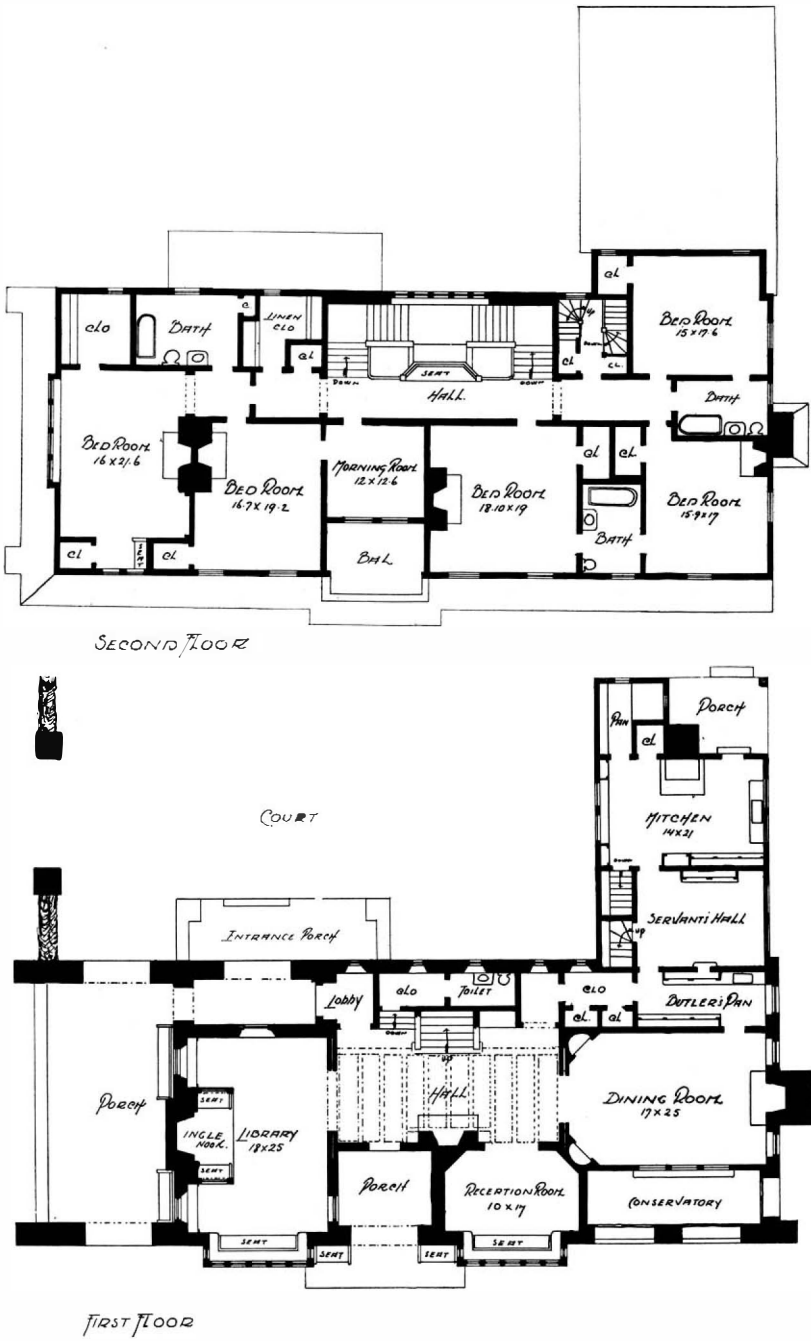 CL
BED ROOM
15 X 17.6
CLO
BATH
C
LINEN
CLO
CL
UP
DOWN
CL
CL.
SEAT
DOWN
DOWN
HALL.
BATH
BED ROOM
16 X 21.6
MORNING ROOM
12 X 12.6
CL
CL
BED ROOM
16.7 X 19.2
BED ROOM
18.10 X 19
BED ROOM
15.9 X 17
BATH
CL
SEAT
CL
BAL
SECOND FLOOR
PAN
PORCH
CL
COURT
KITCHEN
14 X 21
DOWN
SERVANTS HALL
UP
ENTRANCE PORCH
LOBBY
CLO
TOILET
CLO
BUTLER'S PAN
DOWN
CL.
CL
UP
HALL
PORCH
SEAT
INGLE
NOOK.
LIBRARY
18 X 25
SEAT
DINING ROOM
17 X 25
PORCH
RECEPTION ROOM
10 X 17
CONSERVATORY
SEAT
SEAT
SEAT
SEAT
FIRST FLOOR